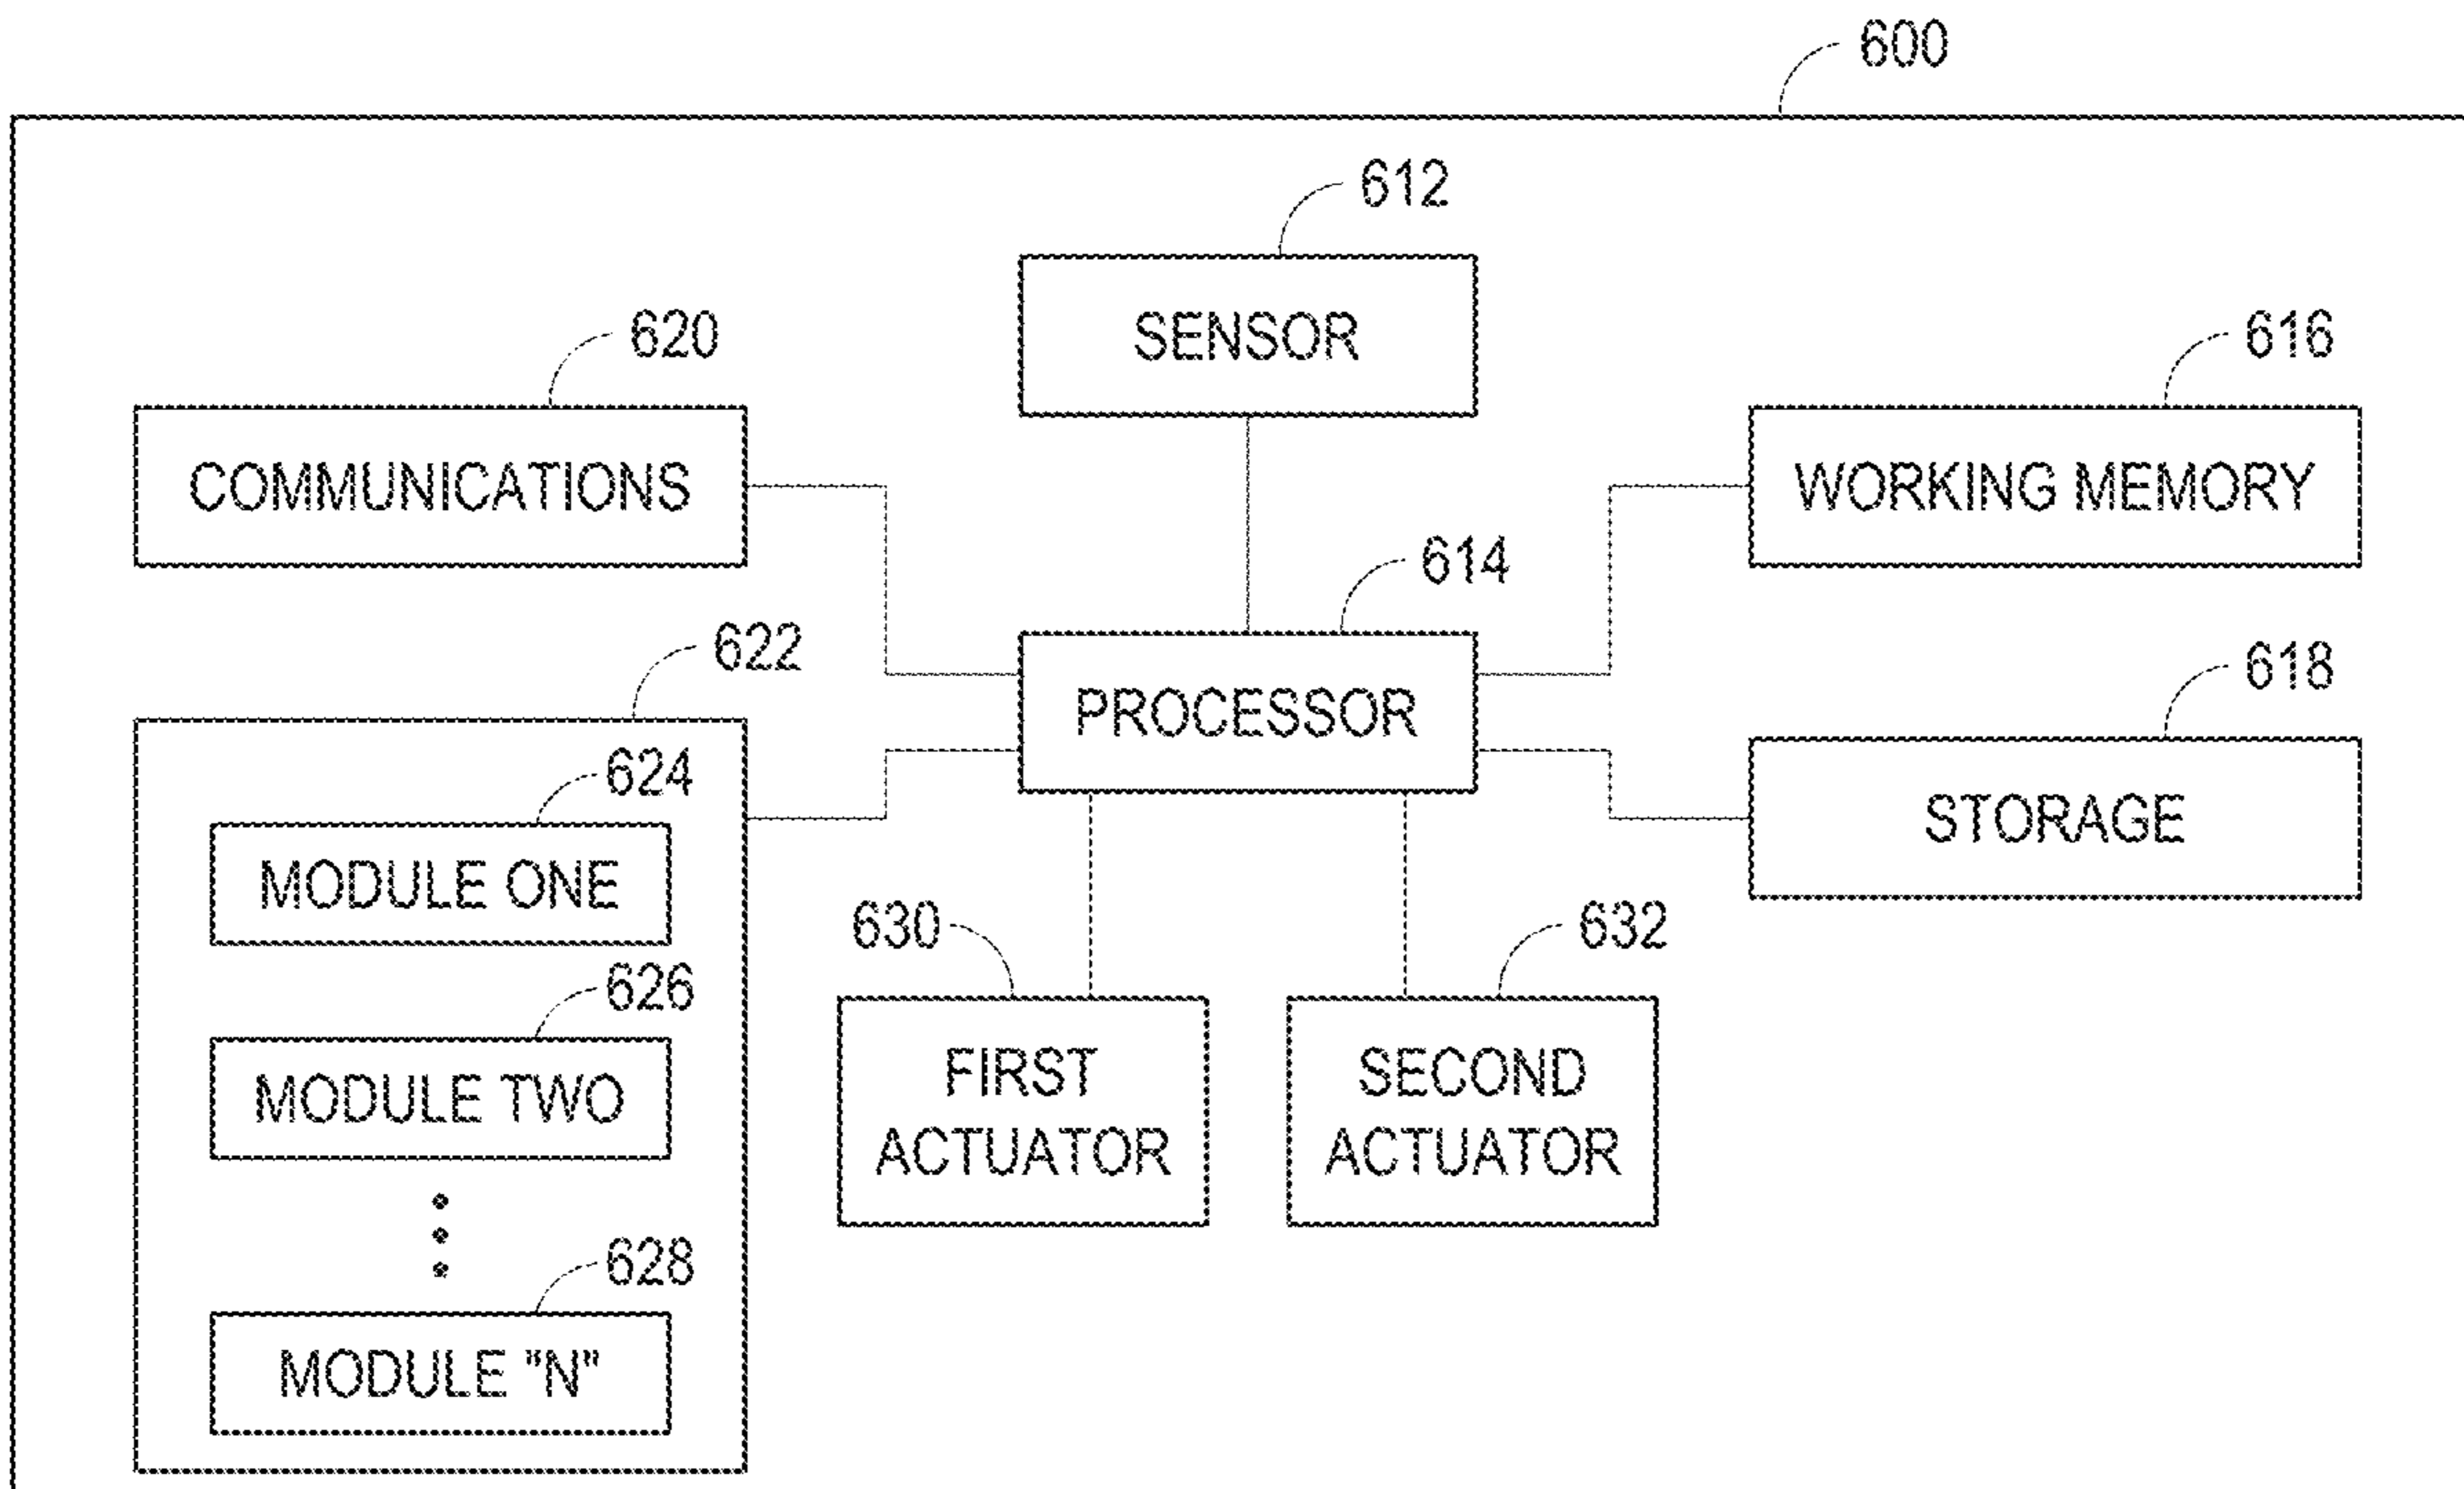 600
612
SENSOR
620
COMMUNICATIONS
616
WORKING MEMORY
614
PROCESSOR
622
618
STORAGE
624
MODULE ONE
626
MODULE TWO
628
MODULE "N"
630
FIRST
ACTUATOR
632
SECOND
ACTUATOR